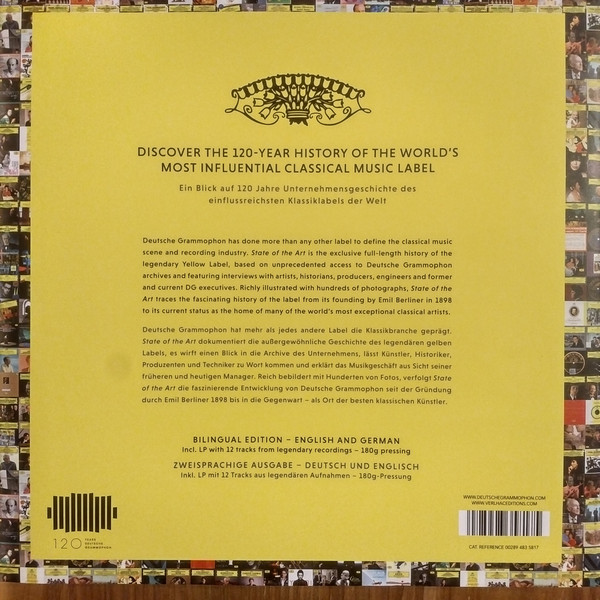 DISCOVER THE 120-YEAR HISTORY OF THE WORLD'S
MOST INFLUENTIAL CLASSICAL MUSIC LABEL
Ein Blick auf 120 Jahre Unternehmensgeschichte des
einflussreichsten Klassiklabels der Welt
Deutsche Grammophon has done more than any other label to define the classical music
scene and recording industry. State of the Art is the exclusive full-length history of the
legendary Yellow Label, based on unprecedented access to Deutsche Grammophon
archives and featuring interviews with artists, historians, producers, engineers and former
and current DG executives. Richly illustrated with hundreds of photographs, State of the
Art traces the fascinating history of the label from its founding by Emil Berliner in 1898
to its current status as the home of many of the world's most exceptional classical artists.
Deutsche Grammophon hat mehr als jedes andere Label die Klassikbranche geprägt.
State of the Art dokumentiert die außergewöhnliche Geschichte des legendären gelben
Labels, es wirft einen Blick in die Archive des Unternehmens, lässt Künstler, Historiker,
Produzenten und Techniker zu Wort kommen und erklärt das Musikgeschäft aus Sicht seiner
früheren und heutigen Manager. Reich bebildert mit Hunderten von Fotos, verfolgt State
of the Art die faszinierende Entwicklung von Deutsche Grammophon seit der Gründung
durch Emil Berliner 1898 bis in die Gegenwart – als Ort der besten klassischen Künstler.
BILINGUAL EDITION – ENGLISH AND GERMAN
Incl. LP with 12 tracks from legendary recordings – 180g pressing
ZWEISPRACHIGE AUSGABE – DEUTSCH UND ENGLISCH
Inkl. LP mit 12 Tracks aus legendären Aufnahmen – 180g-Pressung
WWW.DEUTSCHEGRAMMOPHON.COM
WWW.VERLHACEDITIONS.COM
CAT. REFERENCE 00289 483 5817
120 YEARS
DEUTSCHE
GRAMMOPHON